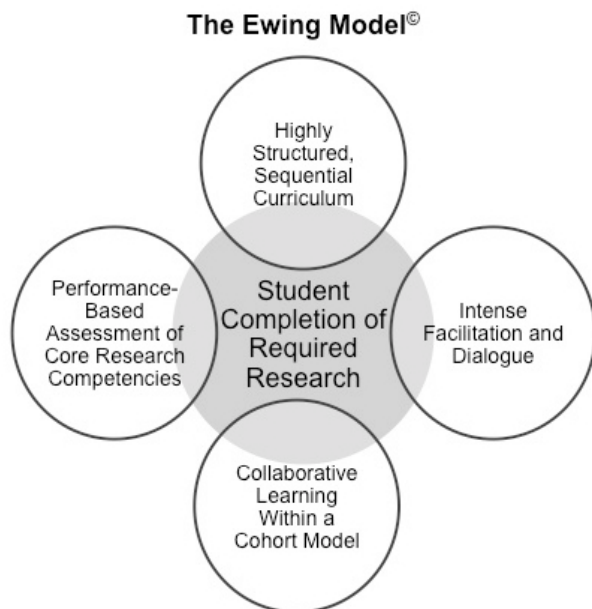 The Ewing Model©
Highly
Structured,
Sequential
Curriculum
Performance-
Based
Assessment of
Core Research
Competencies
Student
Completion of
Required
Research
Intense
Facilitation and
Dialogue
Collaborative
Learning
Within a
Cohort Model